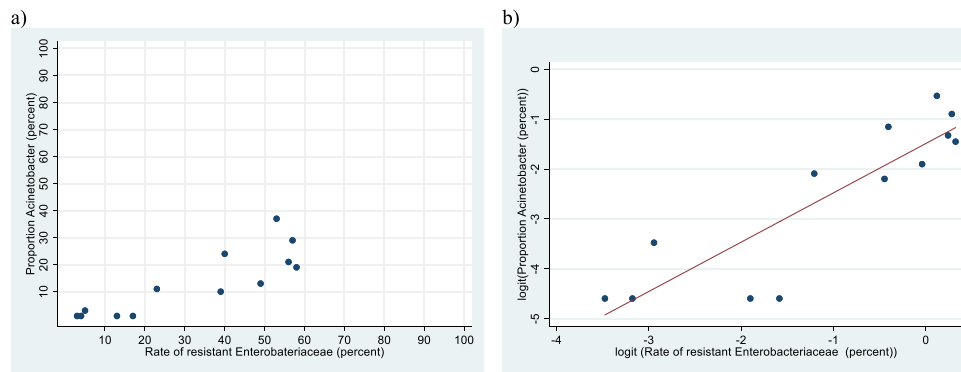 a)
100
90
80
70
60
50
40
30
20
10
Proportion Acinetobacter (percent)
10 20 30 40 50 60 70 80 90 100
Rate of resistant Enterobateriaceae (percent)
b)
0
-1
-2
-3
-4
-5
logit(Proportion Acinetobacter (percent))
-4 -3 -2 -1 0
logit (Rate of resistant Enterobacteriaceae (percent))